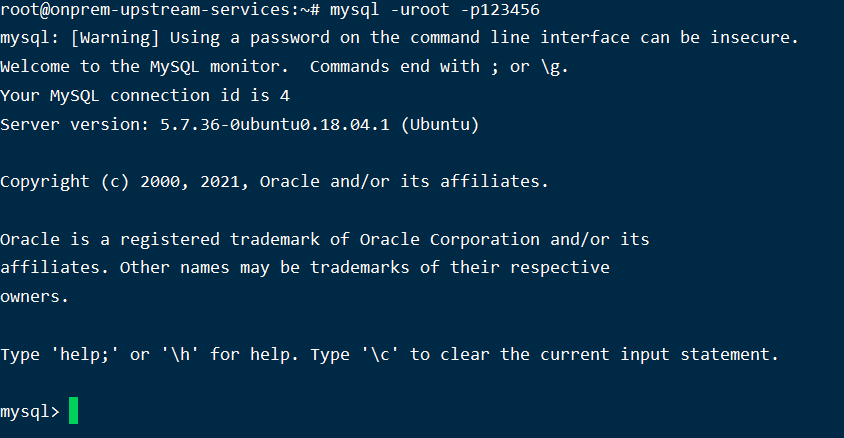 root@onprem-upstream-services:~# mysql -uroot -p123456
mysql: [Warning] Using a password on the command line interface can be insecure.
Welcome to the MySQL monitor.  Commands end with ; or \g.
Your MySQL connection id is 4
Server version: 5.7.36-0ubuntu0.18.04.1 (Ubuntu)
Copyright (c) 2000, 2021, Oracle and/or its affiliates.
Oracle is a registered trademark of Oracle Corporation and/or its
affiliates. Other names may be trademarks of their respective
owners.
Type 'help;' or '\h' for help. Type '\c' to clear the current input statement.
mysql>